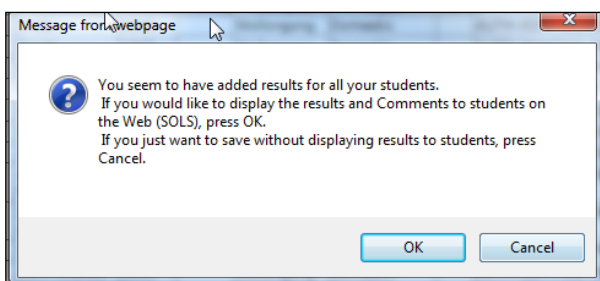 Message from webpage
You seem to have added results for all your students.
If you would like to display the results and Comments to students on
the Web (SOLS), press OK.
If you just want to save without displaying results to students, press
Cancel.
OK
Cancel